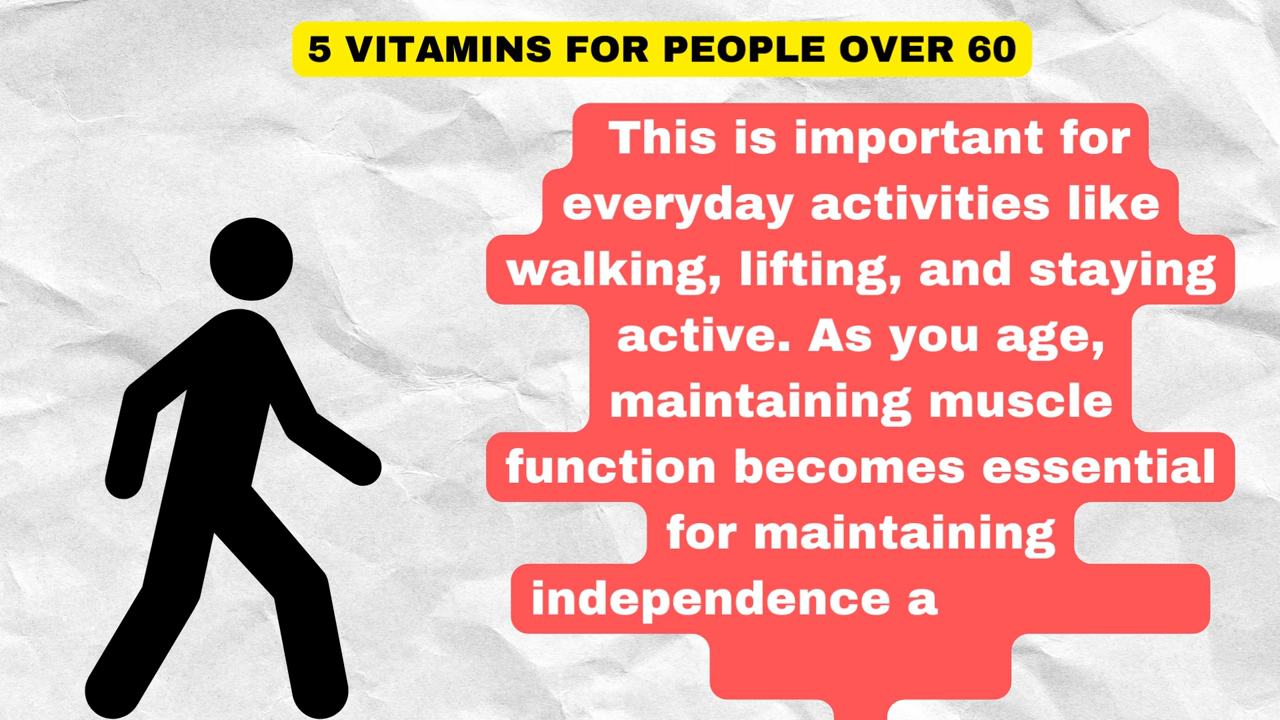 5 VITAMINS FOR PEOPLE OVER 60
This is important for
everyday activities like
walking, lifting, and staying
active. As you age,
maintaining muscle
function becomes essential
for maintaining
independence a